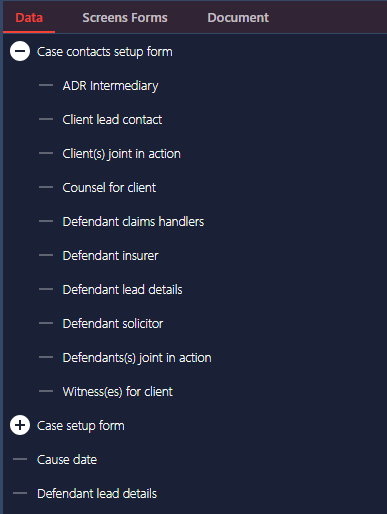 Data Screens Forms Document
Case contacts setup form
ADR Intermediary
Client lead contact
Client(s) joint in action
Counsel for client
Defendant claims handlers
Defendant insurer
Defendant lead details
Defendant solicitor
Defendants(s) joint in action
Witness(es) for client
Case setup form
Cause date
Defendant lead details